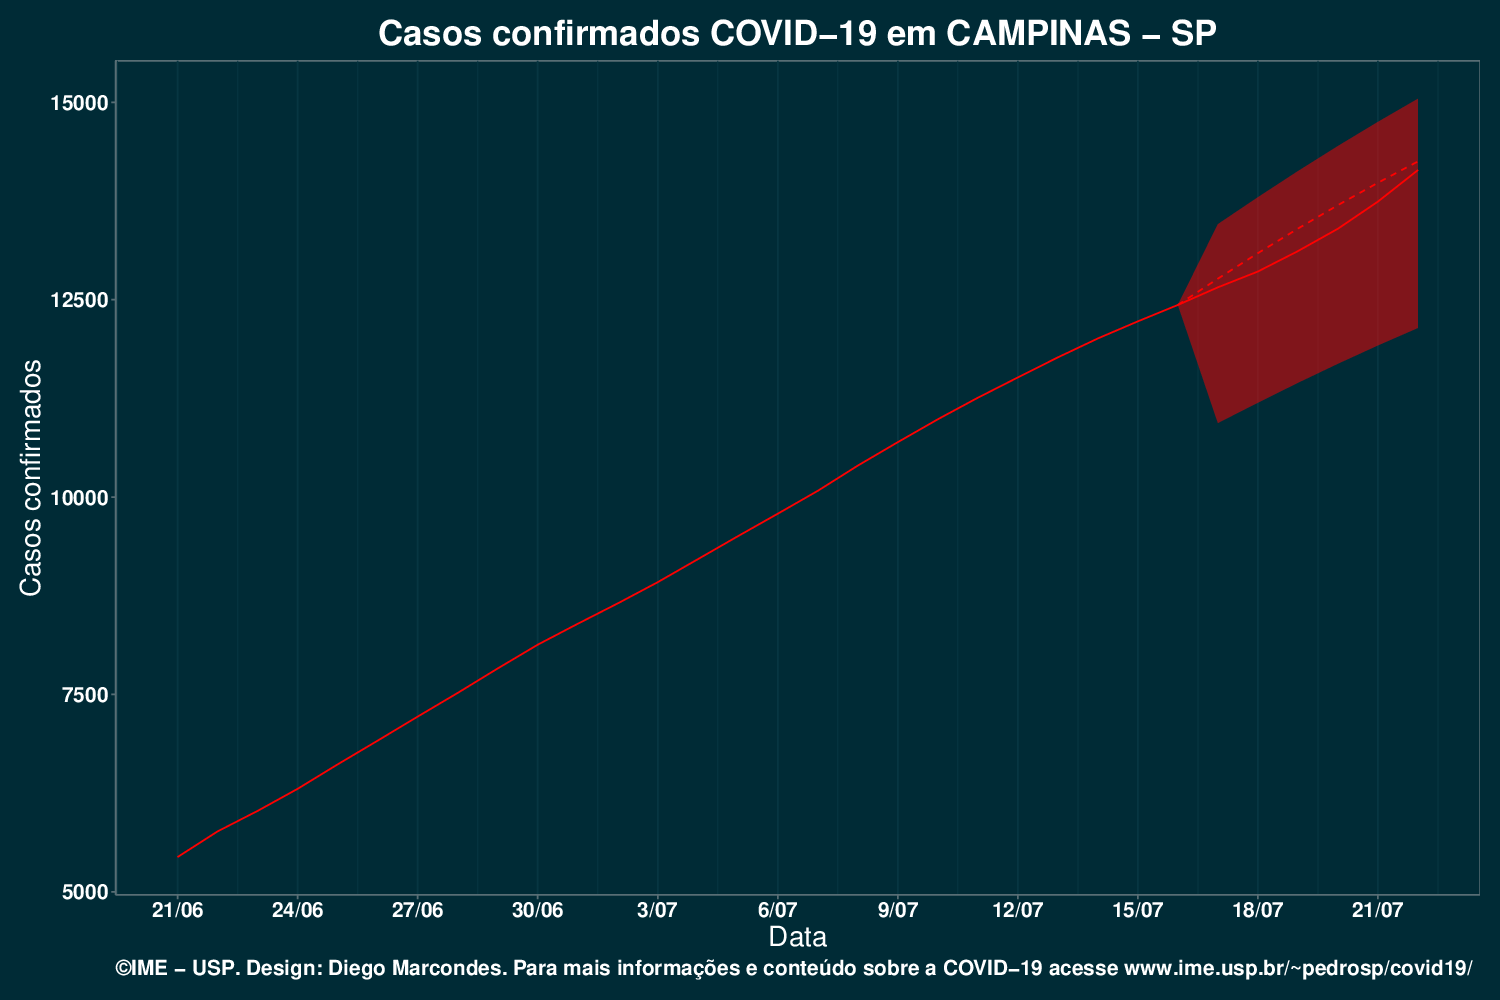 Casos confirmados COVID−19 em CAMPINAS − SP
Casos confirmados
15000
12500
10000
7500
5000
21/06 24/06 27/06 30/06 3/07 6/07 9/07 12/07 15/07 18/07 21/07
Data
©IME − USP. Design: Diego Marcondes. Para mais informações e conteúdo sobre a COVID−19 acesse www.ime.usp.br/~pedrosp/covid19/